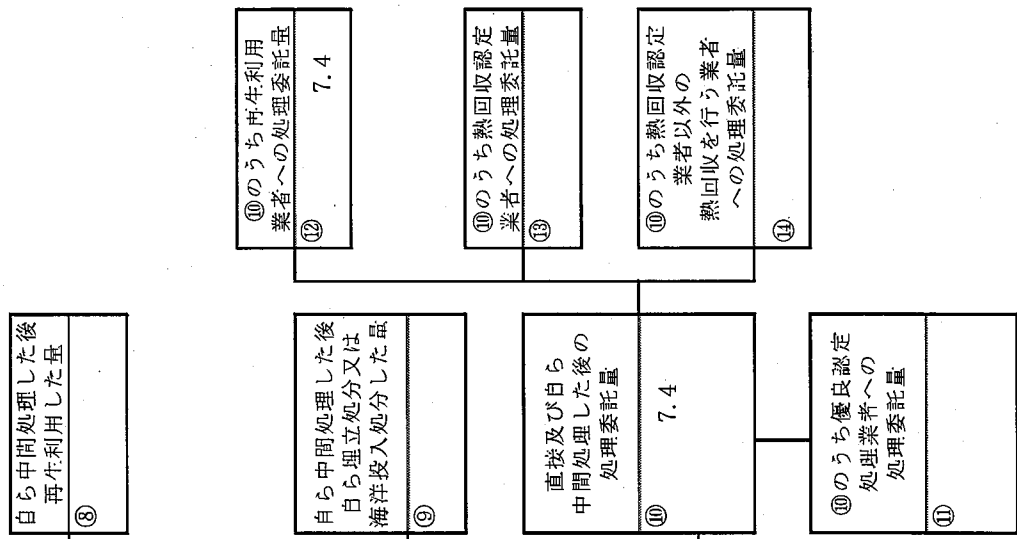 自ら中間処理した後
再生利用した量
⑧
自ら中間処理した後
自ら埋立処分又は
海洋投入処分した量
⑨
直接及び自ら
中間処理した後の
処理委託量
⑩
7.4
⑩のうち優良認定
処理業者への
処理委託量
⑪
⑩のうち再生利用
業者への処理委託量
⑫
7.4
⑩のうち熱回収認定
業者への処理委託量
⑬
⑩のうち熱回収認定
業者以外の
熱回収を行う業者
への処理委託量
⑭